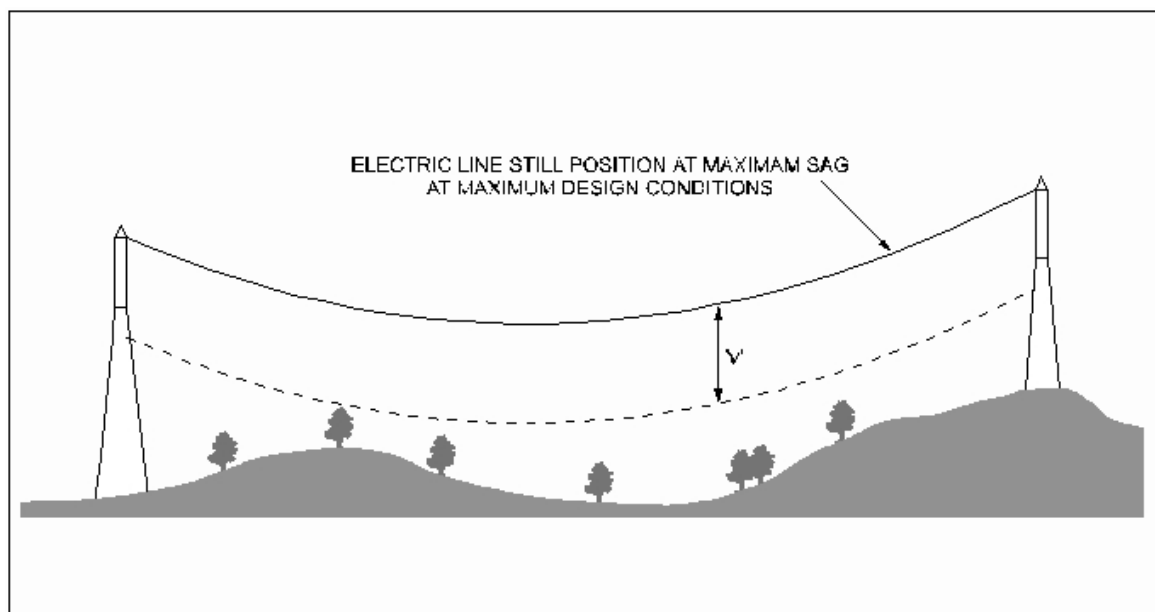 ELECTRIC LINE STILL POSITION AT MAXIMAM SAG
AT MAXIMUM DESIGN CONDITIONS
'V'